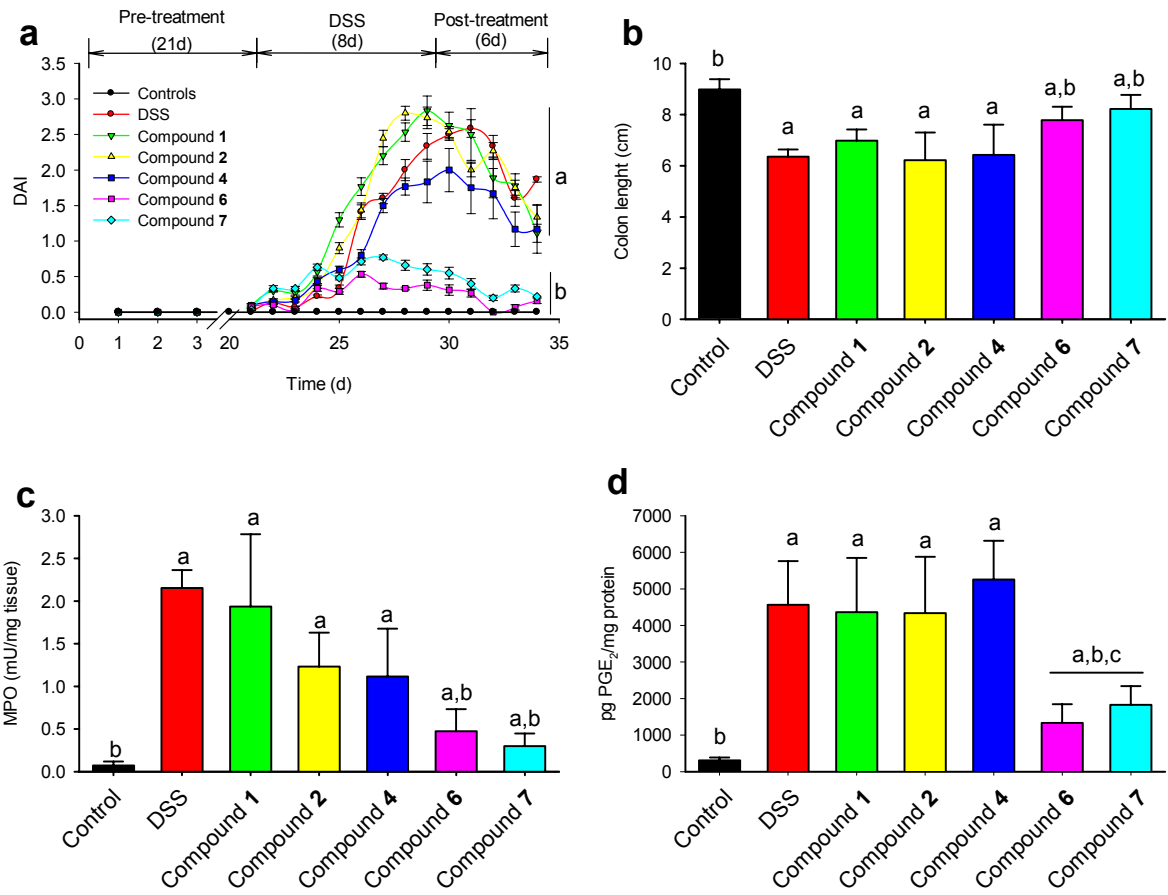 a
Pre-treatment
(21d)
DSS
(8d)
Post-treatment
(6d)
DAI
3.5
3.0
2.5
2.0
1.5
1.0
0.5
0.0
Controls
DSS
Compound 1
Compound 2
Compound 4
Compound 6
Compound 7
a
b
0 1 2 3 20 25 30 35
Time (d)
b
Colon lenght (cm)
10
8
6
4
2
0
b a a a a a,b a,b
Control
DSS
Compound 1
Compound 2
Compound 4
Compound 6
Compound 7
c
MPO (mU/mg tissue)
3.0
2.5
2.0
1.5
1.0
0.5
0.0
b a a a a a,b a,b
Control
DSS
Compound 1
Compound 2
Compound 4
Compound 6
Compound 7
d
pg PGE2/mg protein
7000
6000
5000
4000
3000
2000
1000
0
b a a a a a,b,c
Control
DSS
Compound 1
Compound 2
Compound 4
Compound 6
Compound 7